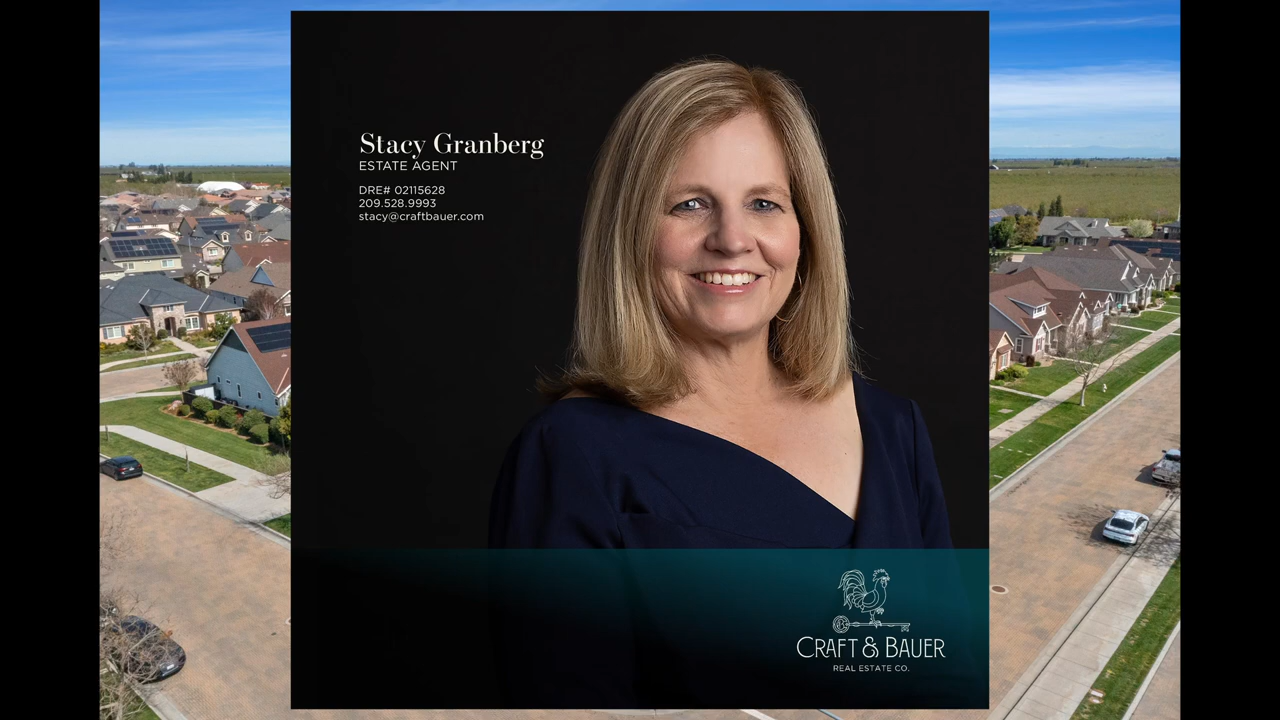 Stacy Granberg
ESTATE AGENT
DRE# 02115628
209.528.9993
stacy@craftbauer.com
CRAFT & BAUER
REAL ESTATE CO.